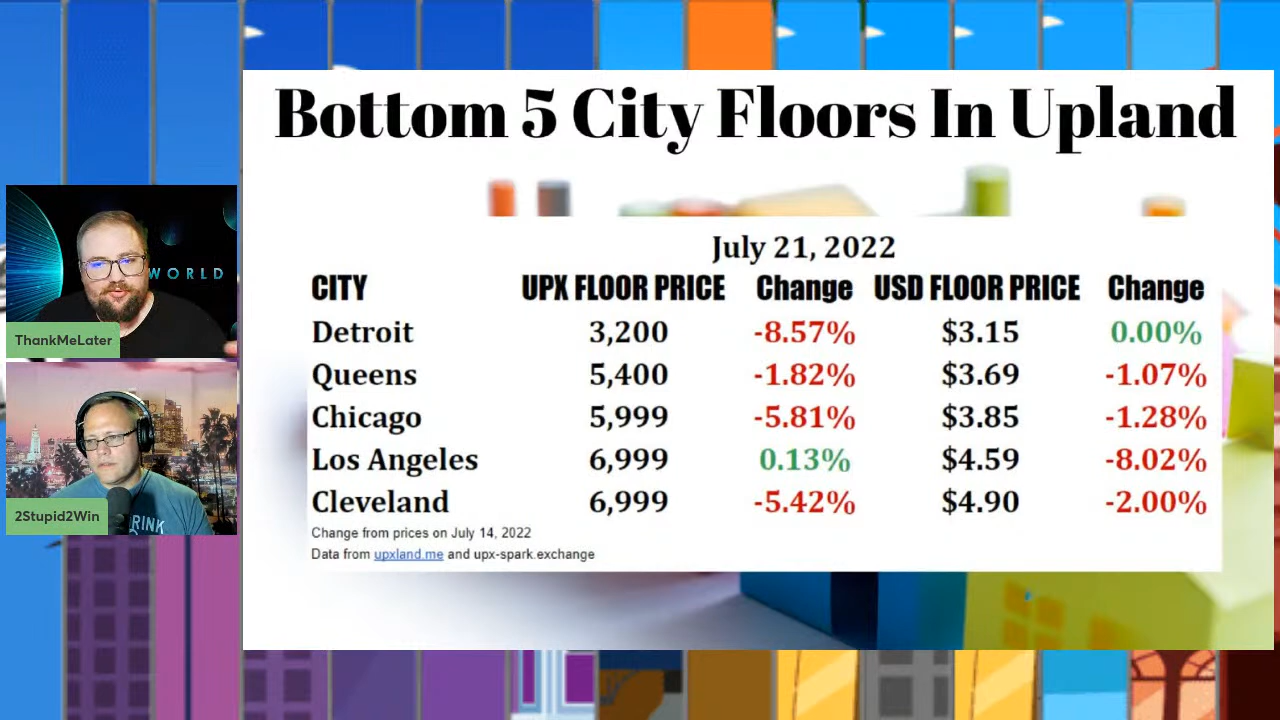 Bottom 5 City Floors In Upland
July 21, 2022
CITY UPX FLOOR PRICE Change USD FLOOR PRICE Change
Detroit 3,200 -8.57% $3.15 0.00%
Queens 5,400 -1.82% $3.69 -1.07%
Chicago 5,999 -5.81% $3.85 -1.28%
Los Angeles 6,999 0.13% $4.59 -8.02%
Cleveland 6,999 -5.42% $4.90 -2.00%
Change from prices on July 14, 2022
Data from upxland.me and upx-spark.exchange
WORLD
ThankMeLater
2Stupid2Win
RINK